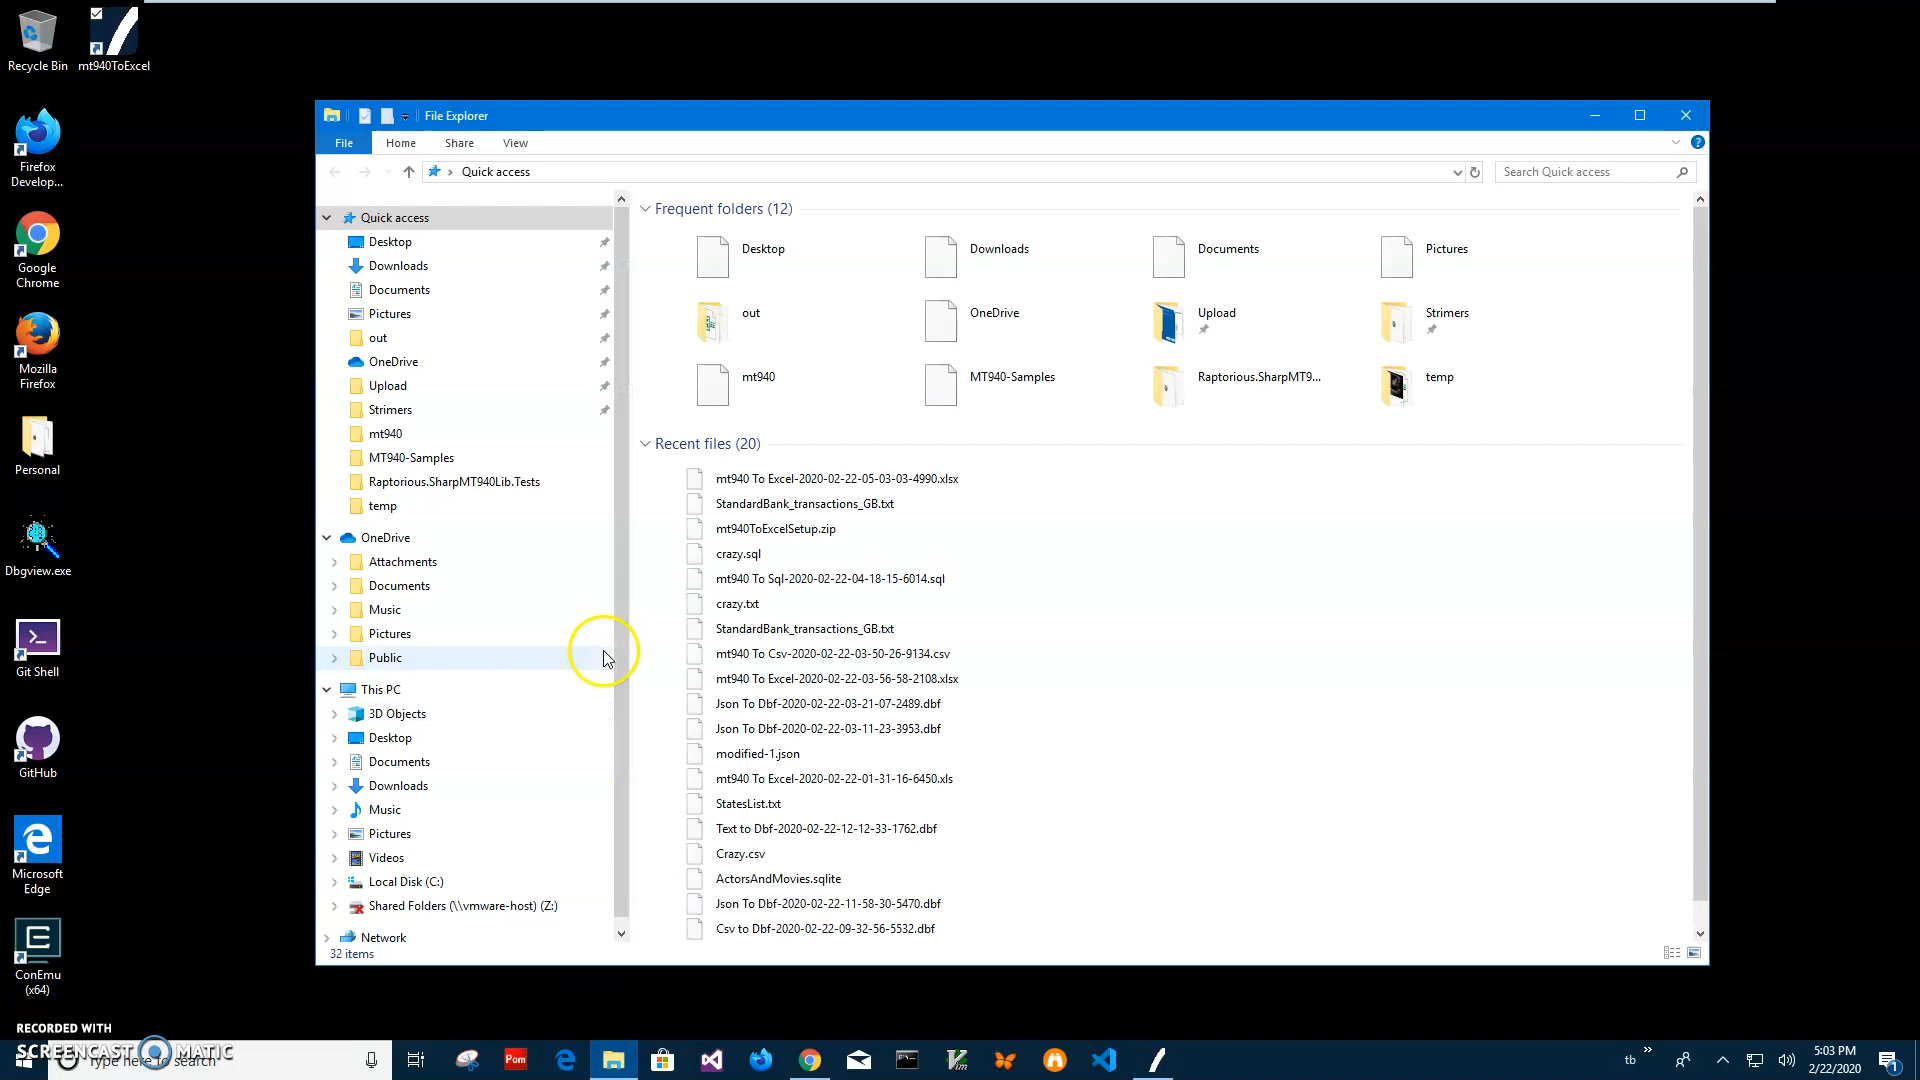 Recycle Bin
mt940ToExcel
Firefox
Develop...
Google
Chrome
Mozilla
Firefox
Personal
Dbgview.exe
Git Shell
GitHub
Microsoft
Edge
ConEmu
(x64)
File Explorer
File
Home
Share
View
Quick access
Search Quick access
Quick access
Desktop
Downloads
Documents
Pictures
out
OneDrive
Upload
Strimers
mt940
MT940-Samples
Raptorious.SharpMT940Lib.Tests
temp
OneDrive
Attachments
Documents
Music
Pictures
Public
This PC
3D Objects
Desktop
Documents
Downloads
Music
Pictures
Videos
Local Disk (C:)
Shared Folders (\\vmware-host) (Z:)
Network
32 items
Frequent folders (12)
Desktop
Downloads
Documents
Pictures
out
OneDrive
Upload
Strimers
mt940
MT940-Samples
Raptorious.SharpMT9...
temp
Recent files (20)
mt940 To Excel-2020-02-22-05-03-03-4990.xlsx
StandardBank_transactions_GB.txt
mt940ToExcelSetup.zip
crazy.sql
mt940 To Sql-2020-02-22-04-18-15-6014.sql
crazy.txt
StandardBank_transactions_GB.txt
mt940 To Csv-2020-02-22-03-50-26-9134.csv
mt940 To Excel-2020-02-22-03-56-58-2108.xlsx
Json To Dbf-2020-02-22-03-21-07-2489.dbf
Json To Dbf-2020-02-22-03-11-23-3953.dbf
modified-1.json
mt940 To Excel-2020-02-22-01-31-16-6450.xls
StatesList.txt
Text to Dbf-2020-02-22-12-12-33-1762.dbf
Crazy.csv
ActorsAndMovies.sqlite
Json To Dbf-2020-02-22-11-58-30-5470.dbf
Csv to Dbf-2020-02-22-09-32-56-5532.dbf
RECORDED WITH
SCREENCAST MATIC
Type here to search
Pom
Vim
tb
5:03 PM
2/22/2020
1